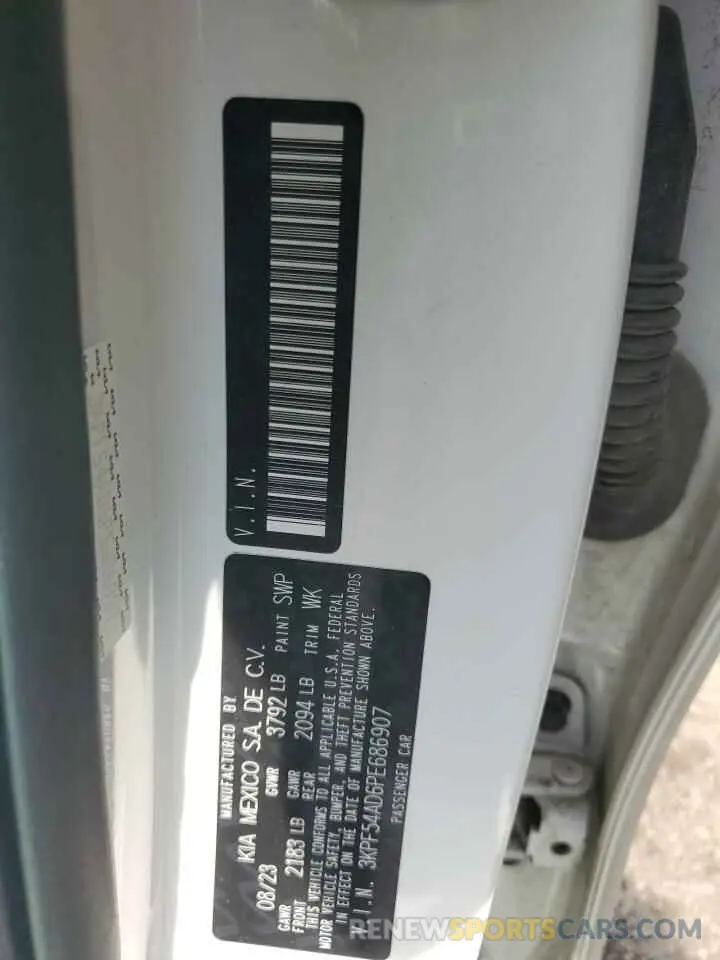 V.I.N.
MANUFACTURED BY
KIA MEXICO S.A. DE C.V.
08/23 GVWR 3792 LB PAINT SWP
GAWR FRONT 2183 LB GAWR REAR 2094 LB TRIM WK
THIS VEHICLE CONFORMS TO ALL APPLICABLE U.S.A. FEDERAL
MOTOR VEHICLE SAFETY, BUMPER, AND THEFT PREVENTION STANDARDS
IN EFFECT ON THE DATE OF MANUFACTURE SHOWN ABOVE.
V.I.N. 3KPF54AD6PE686907
PASSENGER CAR
RENEWSPORTSCARS.COM